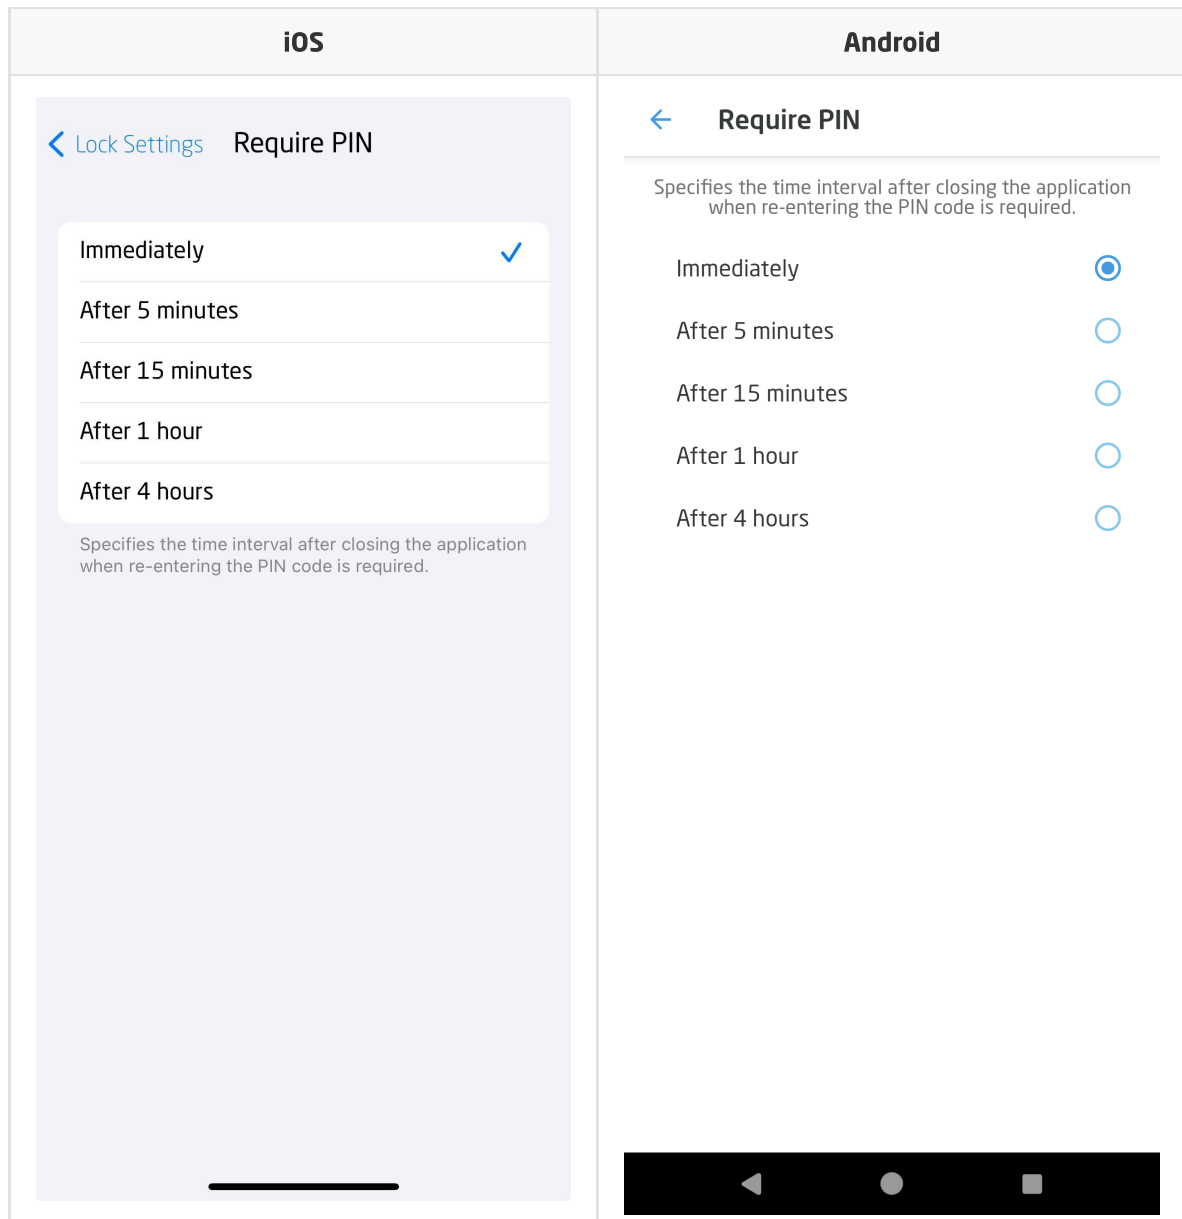 iOS
Android
Lock Settings
Require PIN
Immediately
After 5 minutes
After 15 minutes
After 1 hour
After 4 hours
Specifies the time interval after closing the application
when re-entering the PIN code is required.
Require PIN
Specifies the time interval after closing the application
when re-entering the PIN code is required.
Immediately
After 5 minutes
After 15 minutes
After 1 hour
After 4 hours